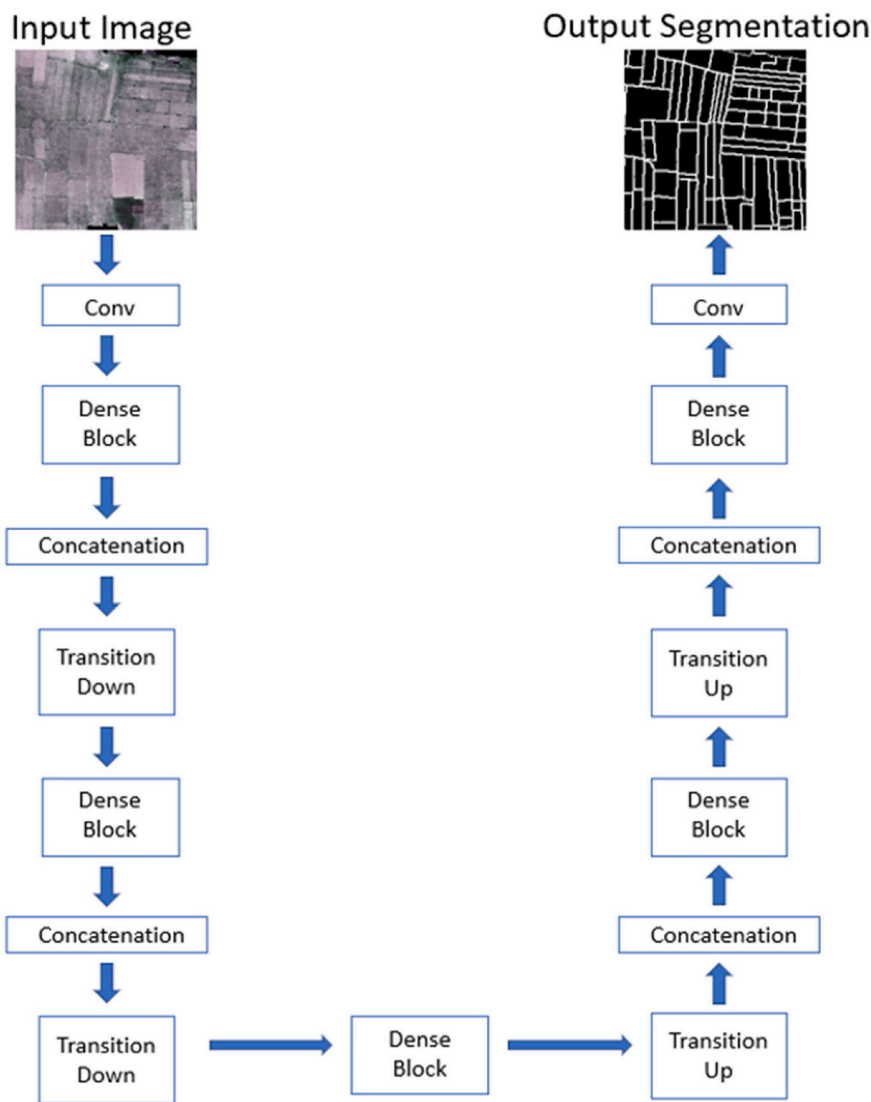 Input Image
Output Segmentation
Conv
Dense
Block
Concatenation
Transition
Down
Dense
Block
Concatenation
Transition
Down
Dense
Block
Transition
Up
Concatenation
Dense
Block
Transition
Up
Concatenation
Dense
Block
Conv